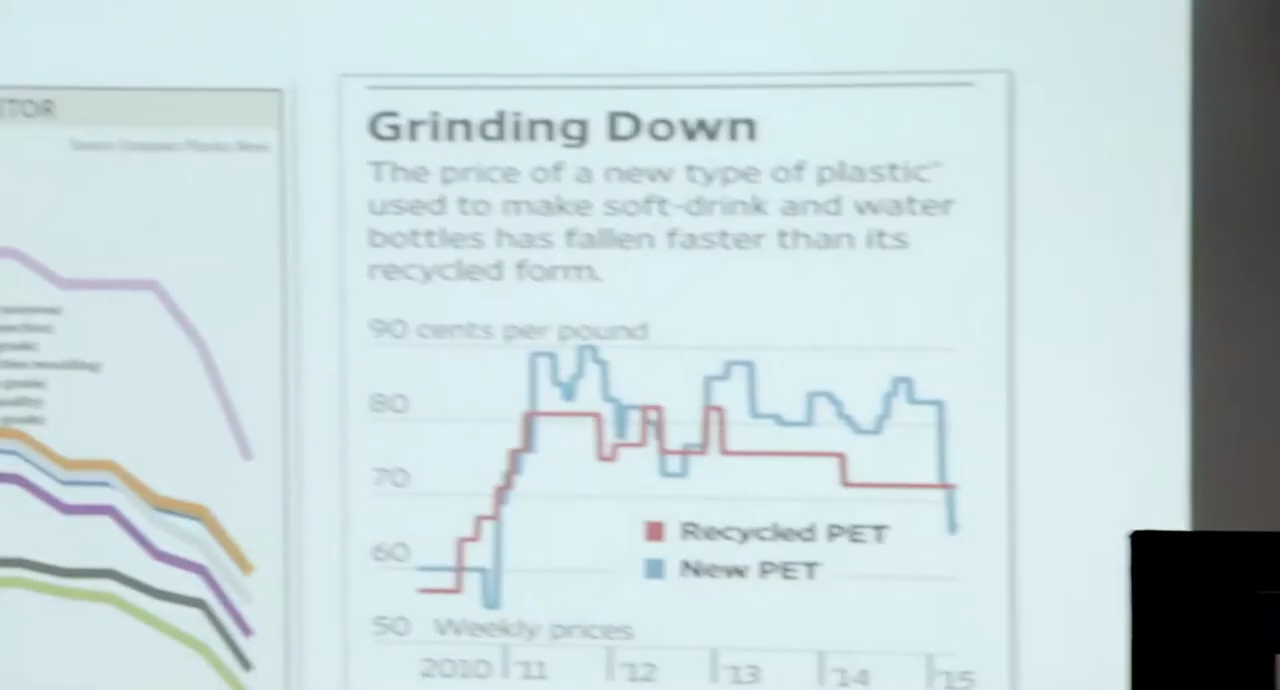 Grinding Down
The price of a new type of plastic*
used to make soft-drink and water
bottles has fallen faster than its
recycled form.
90 cents per pound
80
70
60
Recycled PET
New PET
50 Weekly prices
2010 '11 '12 '13 '14 '15